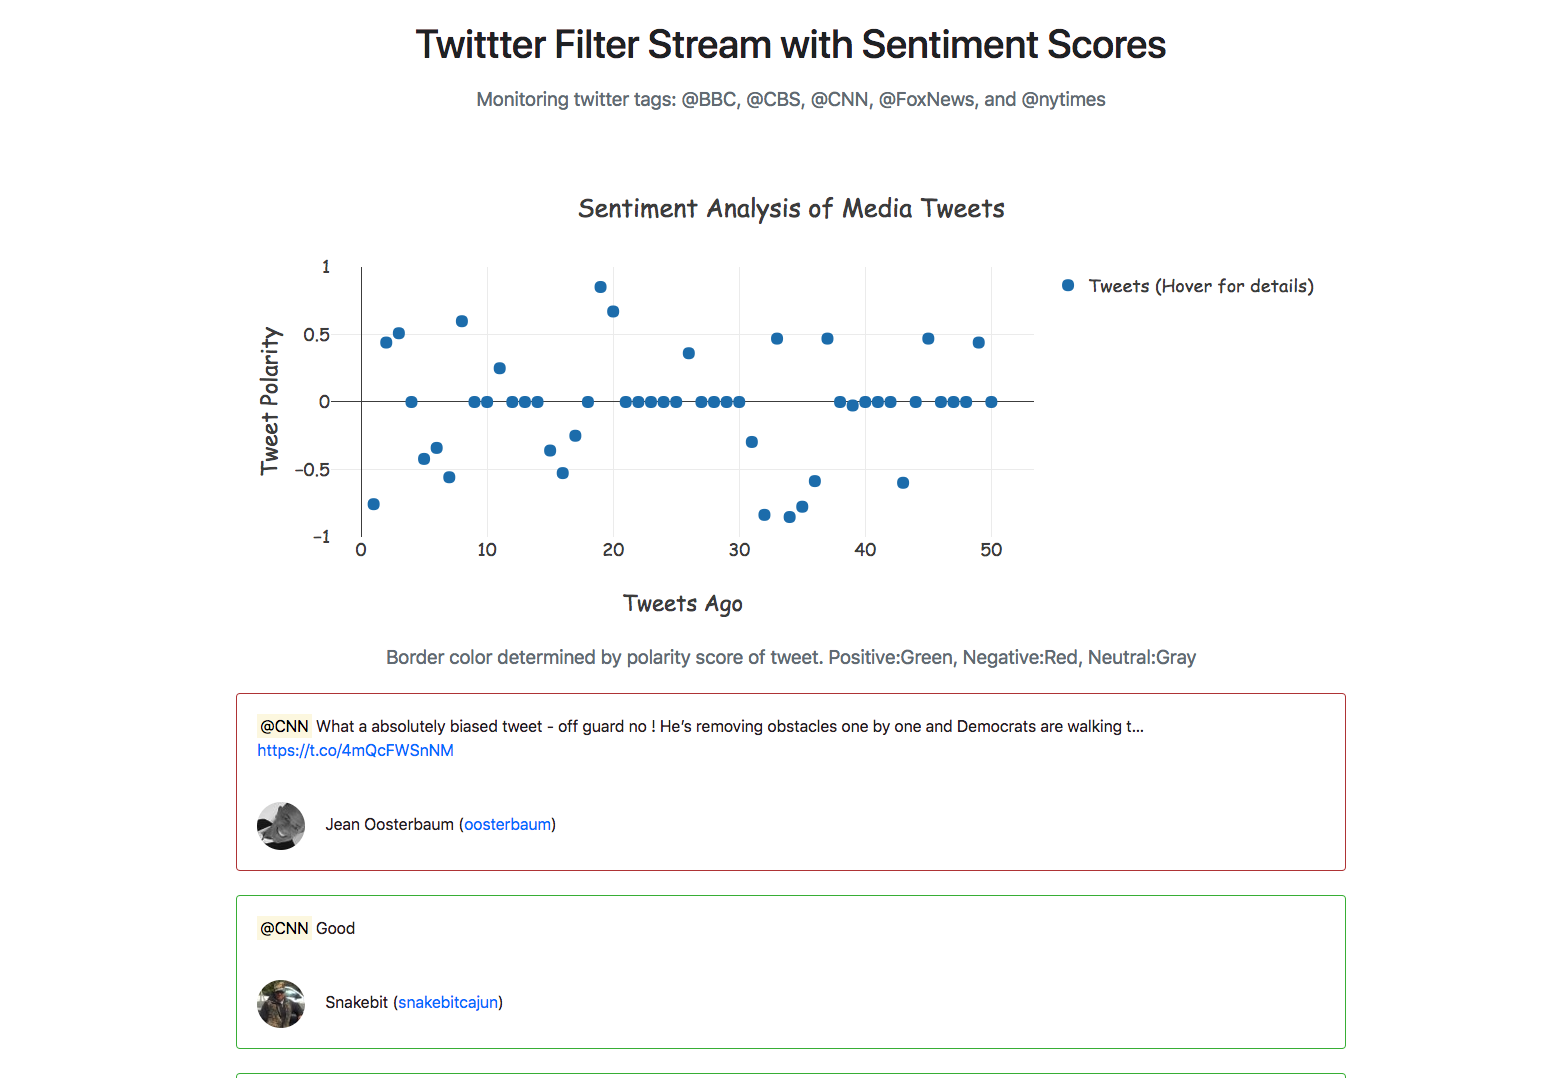 Twittter Filter Stream with Sentiment Scores
Monitoring twitter tags: @BBC, @CBS, @CNN, @FoxNews, and @nytimes
Sentiment Analysis of Media Tweets
1
0.5
0
−0.5
−1
Tweet Polarity
0 10 20 30 40 50
Tweets Ago
Tweets (Hover for details)
Border color determined by polarity score of tweet. Positive:Green, Negative:Red, Neutral:Gray
@CNN What a absolutely biased tweet - off guard no ! He’s removing obstacles one by one and Democrats are walking t…
https://t.co/4mQcFWSnNM
Jean Oosterbaum (oosterbaum)
@CNN Good
Snakebit (snakebitcajun)